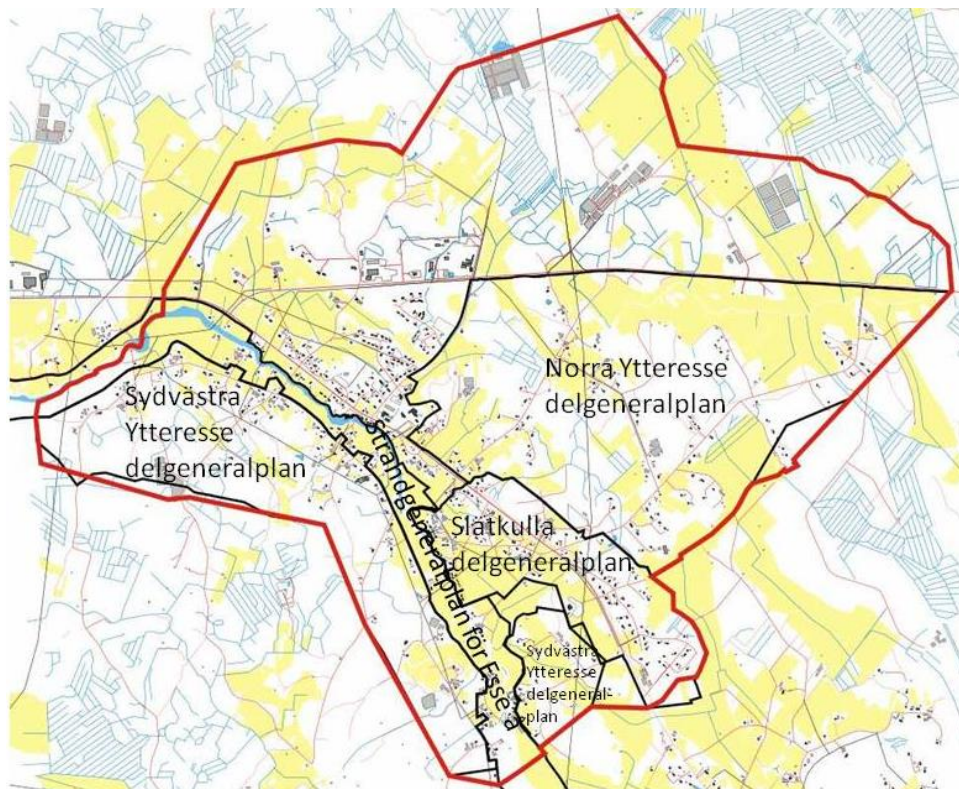 Norra Ytteresse
delgeneralplan
Sydvästra
Ytteresse
delgeneralplan
Strandgeneralplan för Esse å
Slätkulla
delgeneralplan
Sydvästra
Ytteresse
delgeneral-
plan